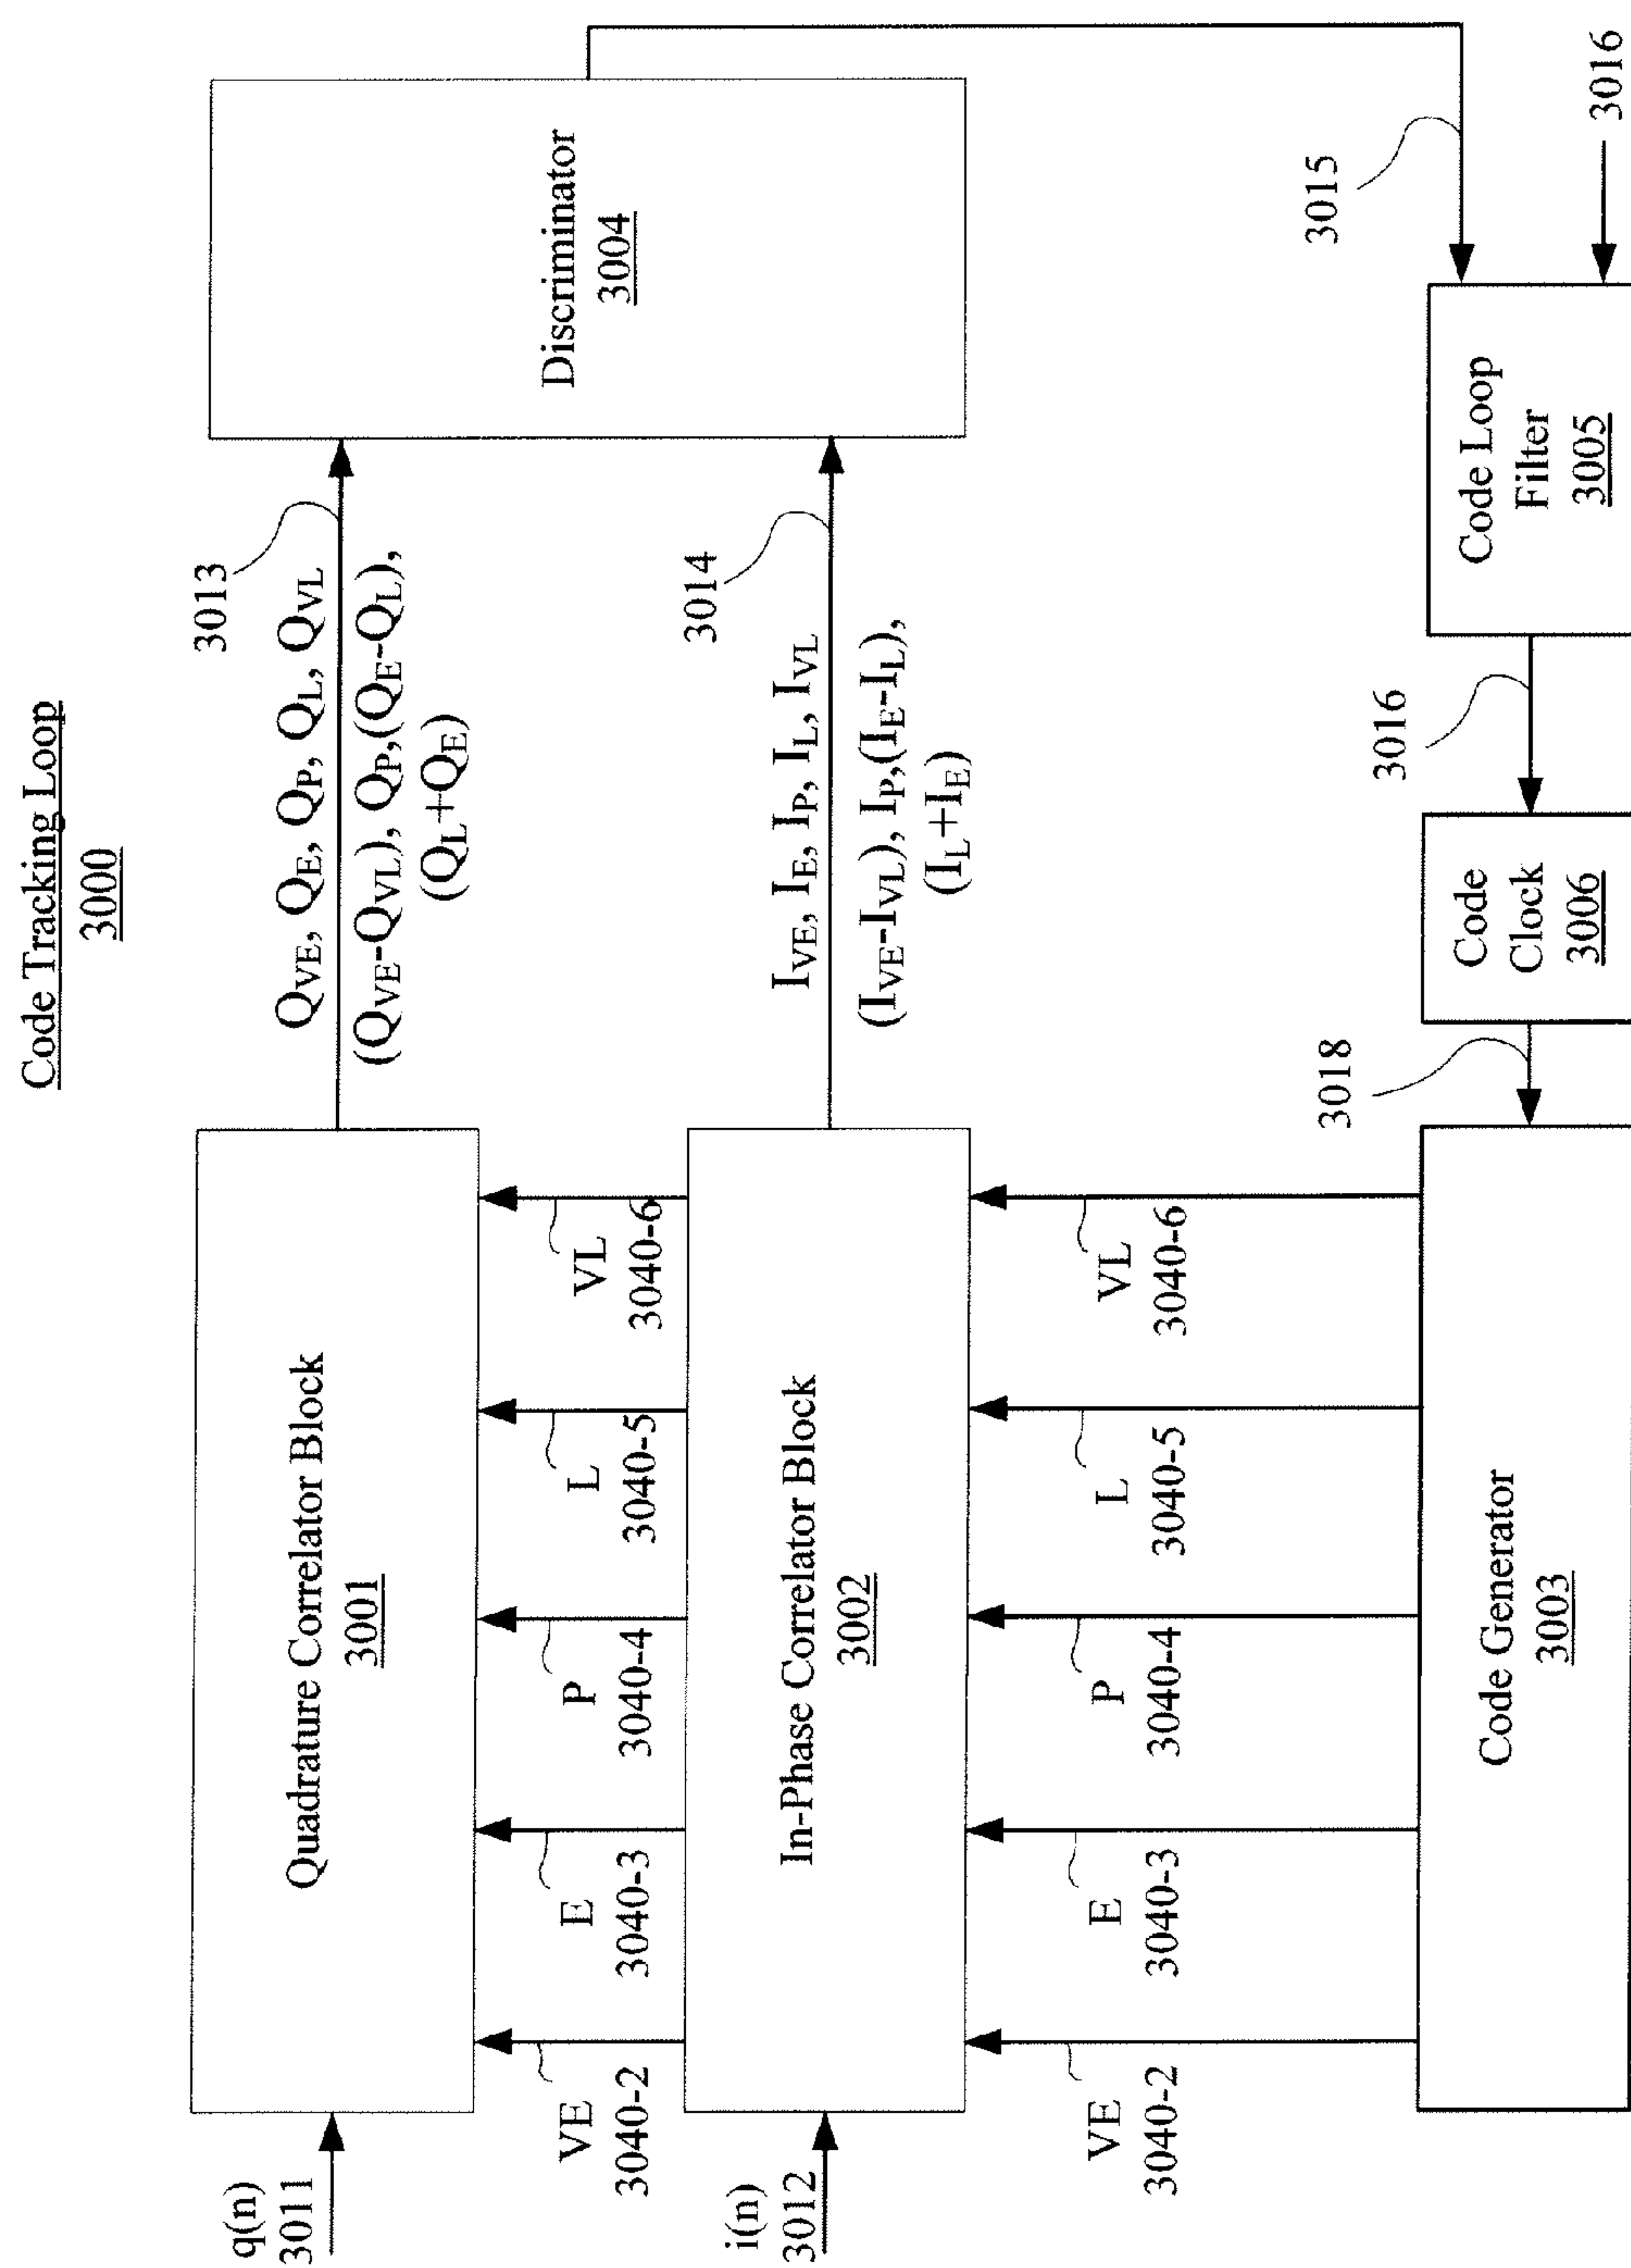 Code Tracking Loop
3000
q(n)
3011
Quadrature Correlator Block
3001
3013
Q_VE, Q_E, Q_P, Q_L, Q_VL
(Q_VE-Q_VL), Q_P,(Q_E-Q_L),
(Q_L+Q_E)
Discriminator
3004
VE
3040-2
E
3040-3
P
3040-4
L
3040-5
VL
3040-6
i(n)
3012
In-Phase Correlator Block
3002
3014
I_VE, I_E, I_P, I_L, I_VL
(I_VE-I_VL), I_P,(I_E-I_L),
(I_L+I_E)
VE
3040-2
E
3040-3
P
3040-4
L
3040-5
VL
3040-6
Code Generator
3003
3018
Code
Clock
3006
3016
Code Loop
Filter
3005
3015
3016